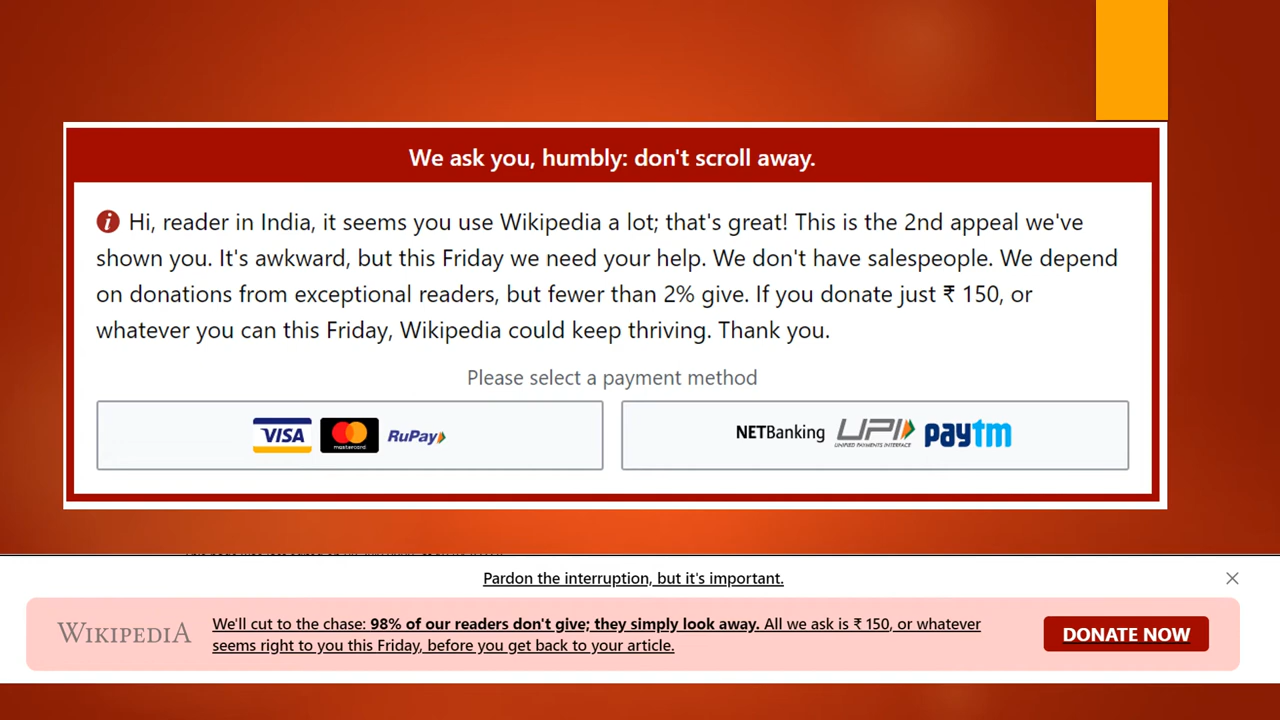 We ask you, humbly: don't scroll away.
Hi, reader in India, it seems you use Wikipedia a lot; that's great! This is the 2nd appeal we've
shown you. It's awkward, but this Friday we need your help. We don't have salespeople. We depend
on donations from exceptional readers, but fewer than 2% give. If you donate just ₹ 150, or
whatever you can this Friday, Wikipedia could keep thriving. Thank you.
Please select a payment method
VISA mastercard RuPay
NETBanking UPI UNIFIED PAYMENTS INTERFACE paytm
Pardon the interruption, but it's important.
WIKIPEDIA
We'll cut to the chase: 98% of our readers don't give; they simply look away. All we ask is ₹ 150, or whatever
seems right to you this Friday, before you get back to your article.
DONATE NOW